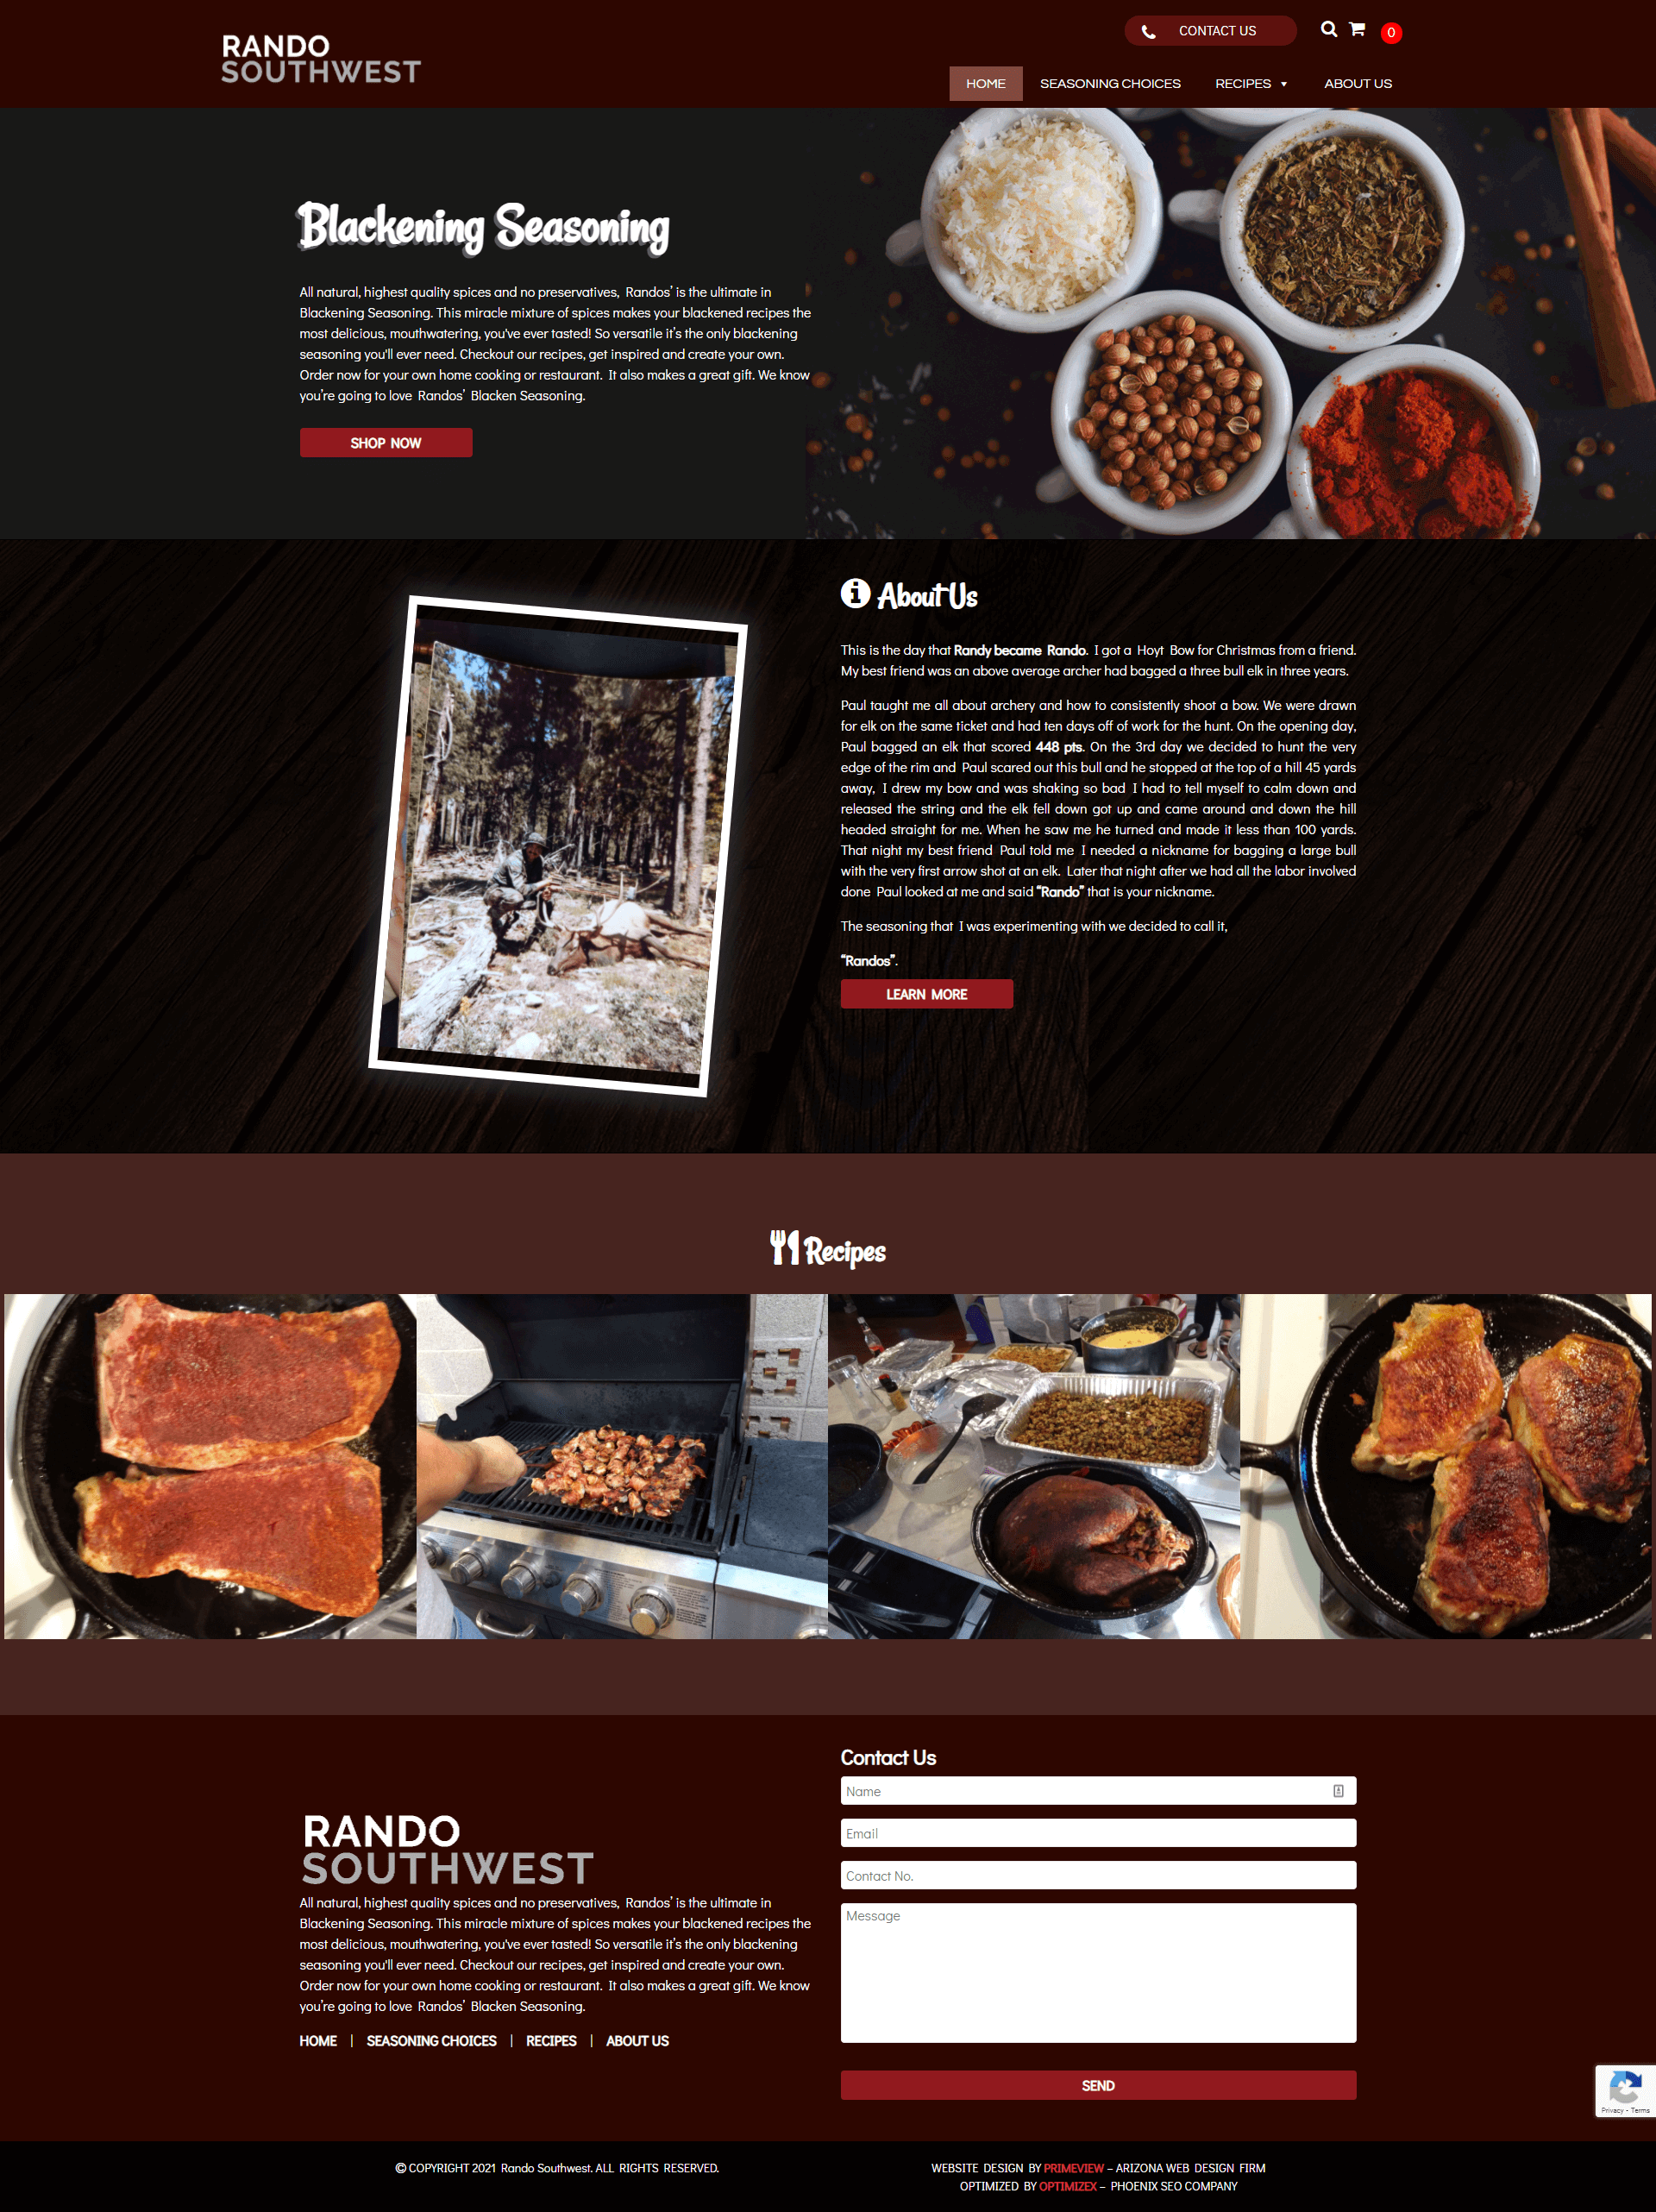 RANDO
SOUTHWEST
CONTACT US
0
HOME
SEASONING CHOICES
RECIPES
ABOUT US
Blackening Seasoning
All natural, highest quality spices and no preservatives, Randos’ is the ultimate in
Blackening Seasoning. This miracle mixture of spices makes your blackened recipes the
most delicious, mouthwatering, you've ever tasted! So versatile it’s the only blackening
seasoning you'll ever need. Checkout our recipes, get inspired and create your own.
Order now for your own home cooking or restaurant. It also makes a great gift. We know
you’re going to love Randos’ Blacken Seasoning.
SHOP NOW
About Us
This is the day that Randy became Rando. I got a Hoyt Bow for Christmas from a friend.
My best friend was an above average archer had bagged a three bull elk in three years.
Paul taught me all about archery and how to consistently shoot a bow. We were drawn
for elk on the same ticket and had ten days off of work for the hunt. On the opening day,
Paul bagged an elk that scored 448 pts. On the 3rd day we decided to hunt the very
edge of the rim and Paul scared out this bull and he stopped at the top of a hill 45 yards
away, I drew my bow and was shaking so bad I had to tell myself to calm down and
released the string and the elk fell down got up and came around and down the hill
headed straight for me. When he saw me he turned and made it less than 100 yards.
That night my best friend Paul told me I needed a nickname for bagging a large bull
with the very first arrow shot at an elk. Later that night after we had all the labor involved
done Paul looked at me and said “Rando” that is your nickname.
The seasoning that I was experimenting with we decided to call it,
“Randos”.
LEARN MORE
Recipes
RANDO
SOUTHWEST
All natural, highest quality spices and no preservatives, Randos’ is the ultimate in
Blackening Seasoning. This miracle mixture of spices makes your blackened recipes the
most delicious, mouthwatering, you've ever tasted! So versatile it’s the only blackening
seasoning you'll ever need. Checkout our recipes, get inspired and create your own.
Order now for your own home cooking or restaurant. It also makes a great gift. We know
you’re going to love Randos’ Blacken Seasoning.
HOME | SEASONING CHOICES | RECIPES | ABOUT US
Contact Us
Name
Email
Contact No.
Message
SEND
Privacy - Terms
© COPYRIGHT 2021 Rando Southwest. ALL RIGHTS RESERVED.
WEBSITE DESIGN BY PRIMEVIEW – ARIZONA WEB DESIGN FIRM
OPTIMIZED BY OPTIMIZEX – PHOENIX SEO COMPANY